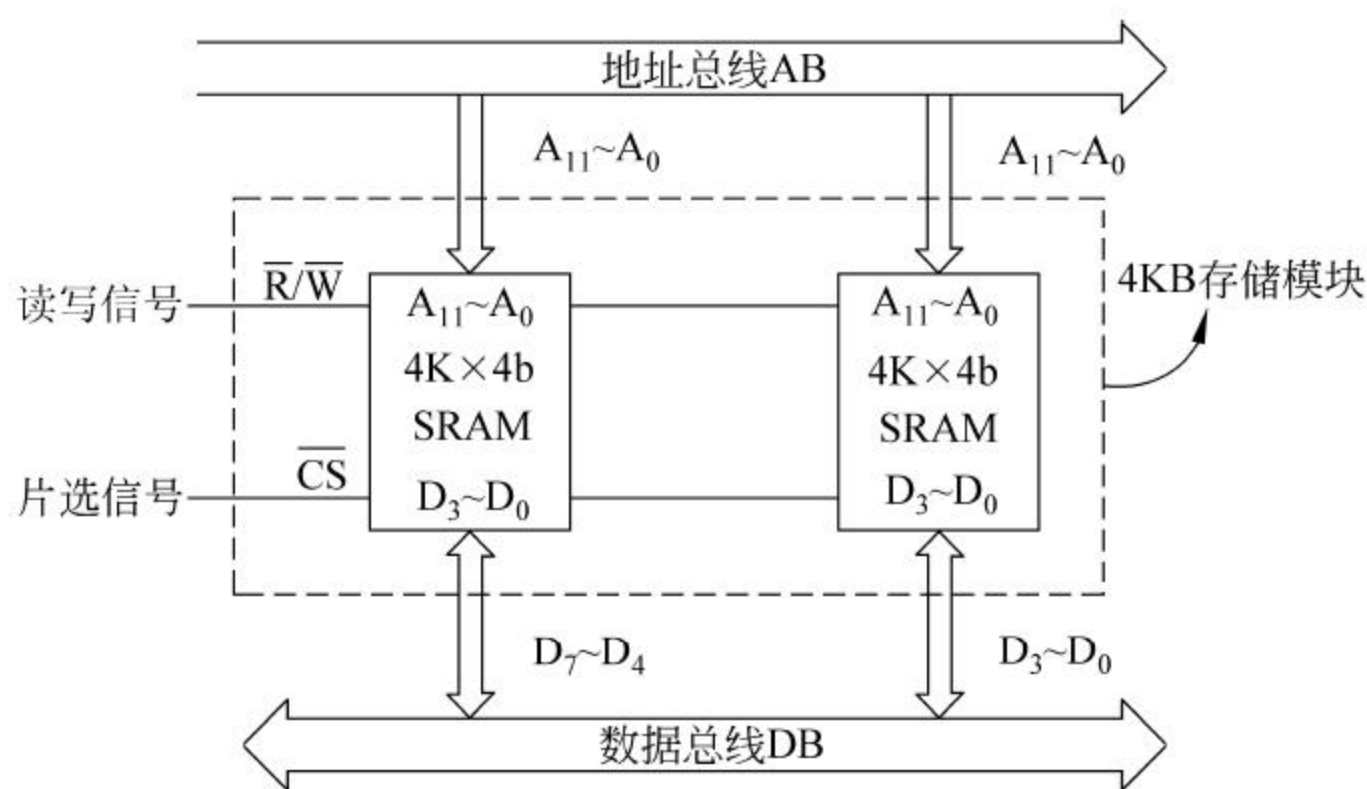 地址总线AB
A₁₁~A₀
A₁₁~A₀
读写信号
R̅/W̅
A₁₁~A₀
4K×4b
SRAM
D₃~D₀
A₁₁~A₀
4K×4b
SRAM
D₃~D₀
4KB存储模块
片选信号
C̅S̅
D₇~D₄
D₃~D₀
数据总线DB